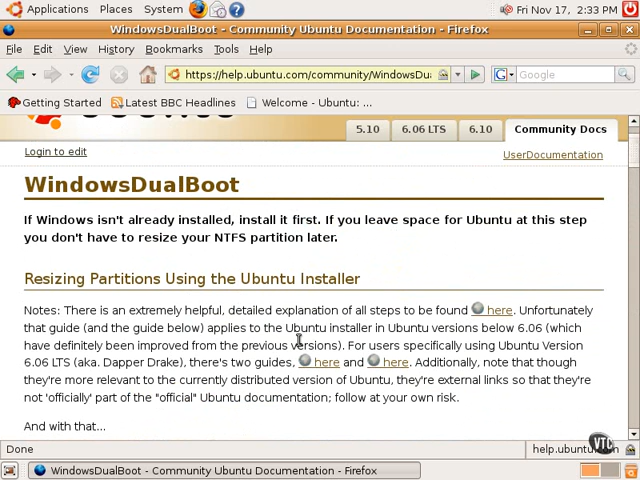 Applications Places System Fri Nov 17, 2:33 PM
WindowsDualBoot - Community Ubuntu Documentation - Firefox
File Edit View History Bookmarks Tools Help
https://help.ubuntu.com/community/WindowsDua Google
Getting Started Latest BBC Headlines Welcome - Ubuntu: ...
5.10 6.06 LTS 6.10 Community Docs
Login to edit
UserDocumentation
WindowsDualBoot
If Windows isn't already installed, install it first. If you leave space for Ubuntu at this step
you don't have to resize your NTFS partition later.
Resizing Partitions Using the Ubuntu Installer
Notes: There is an extremely helpful, detailed explanation of all steps to be found here. Unfortunately
that guide (and the guide below) applies to the Ubuntu installer in Ubuntu versions below 6.06 (which
have definitely been improved from the previous versions). For users specifically using Ubuntu Version
6.06 LTS (aka. Dapper Drake), there's two guides, here and here. Additionally, note that though
they're more relevant to the currently distributed version of Ubuntu, they're external links so that they're
not 'officially' part of the "official" Ubuntu documentation; follow at your own risk.
And with that...
Done help.ubuntu
VTC
WindowsDualBoot - Community Ubuntu Documentation - Firefox